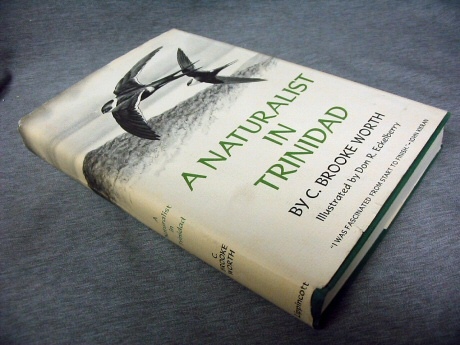 A NATURALIST
IN
TRINIDAD
BY C. BROOKE WORTH
Illustrated by Don R. Eckelberry
"I WAS FASCINATED FROM START TO FINISH." —JOHN KIERAN
A
Naturalist
in
Trinidad
C.
BROOKE
WORTH
Lippincott